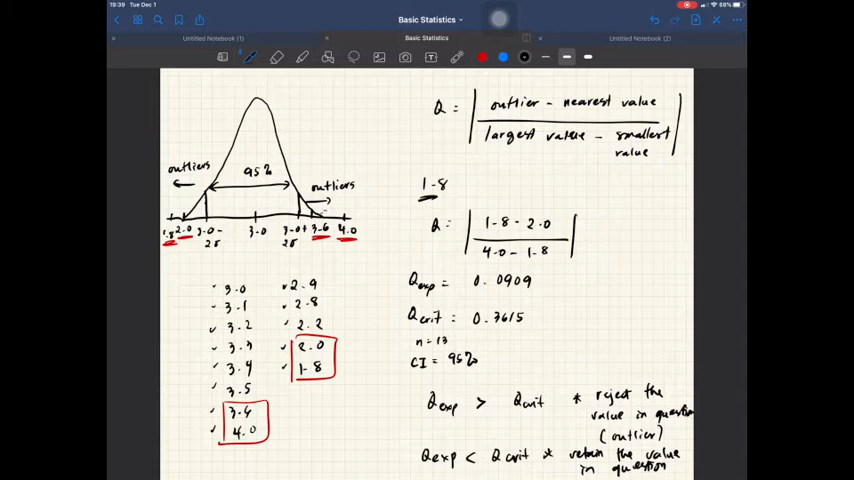 19:39 Tue Dec 1
68%
Basic Statistics
Untitled Notebook (1)
Basic Statistics
Untitled Notebook (2)
outliers
95%
outliers
1.8 2.0 3.0- 2σ 3.0 3.0+ 2σ 3.6 4.0
3.0
3.1
3.2
3.3
3.4
3.5
3.6
4.0
2.9
2.8
2.2
2.0
1.8
Q = | outlier - nearest value
largest value - smallest
value |
1.8
Q = | 1.8 - 2.0
4.0 - 1.8 |
Qexp = 0.0909
Qcrit = 0.3615
n = 13
CI = 95%
Qexp > Qcrit * reject the
value in question
(outlier)
Qexp < Qcrit * retain the value
in question